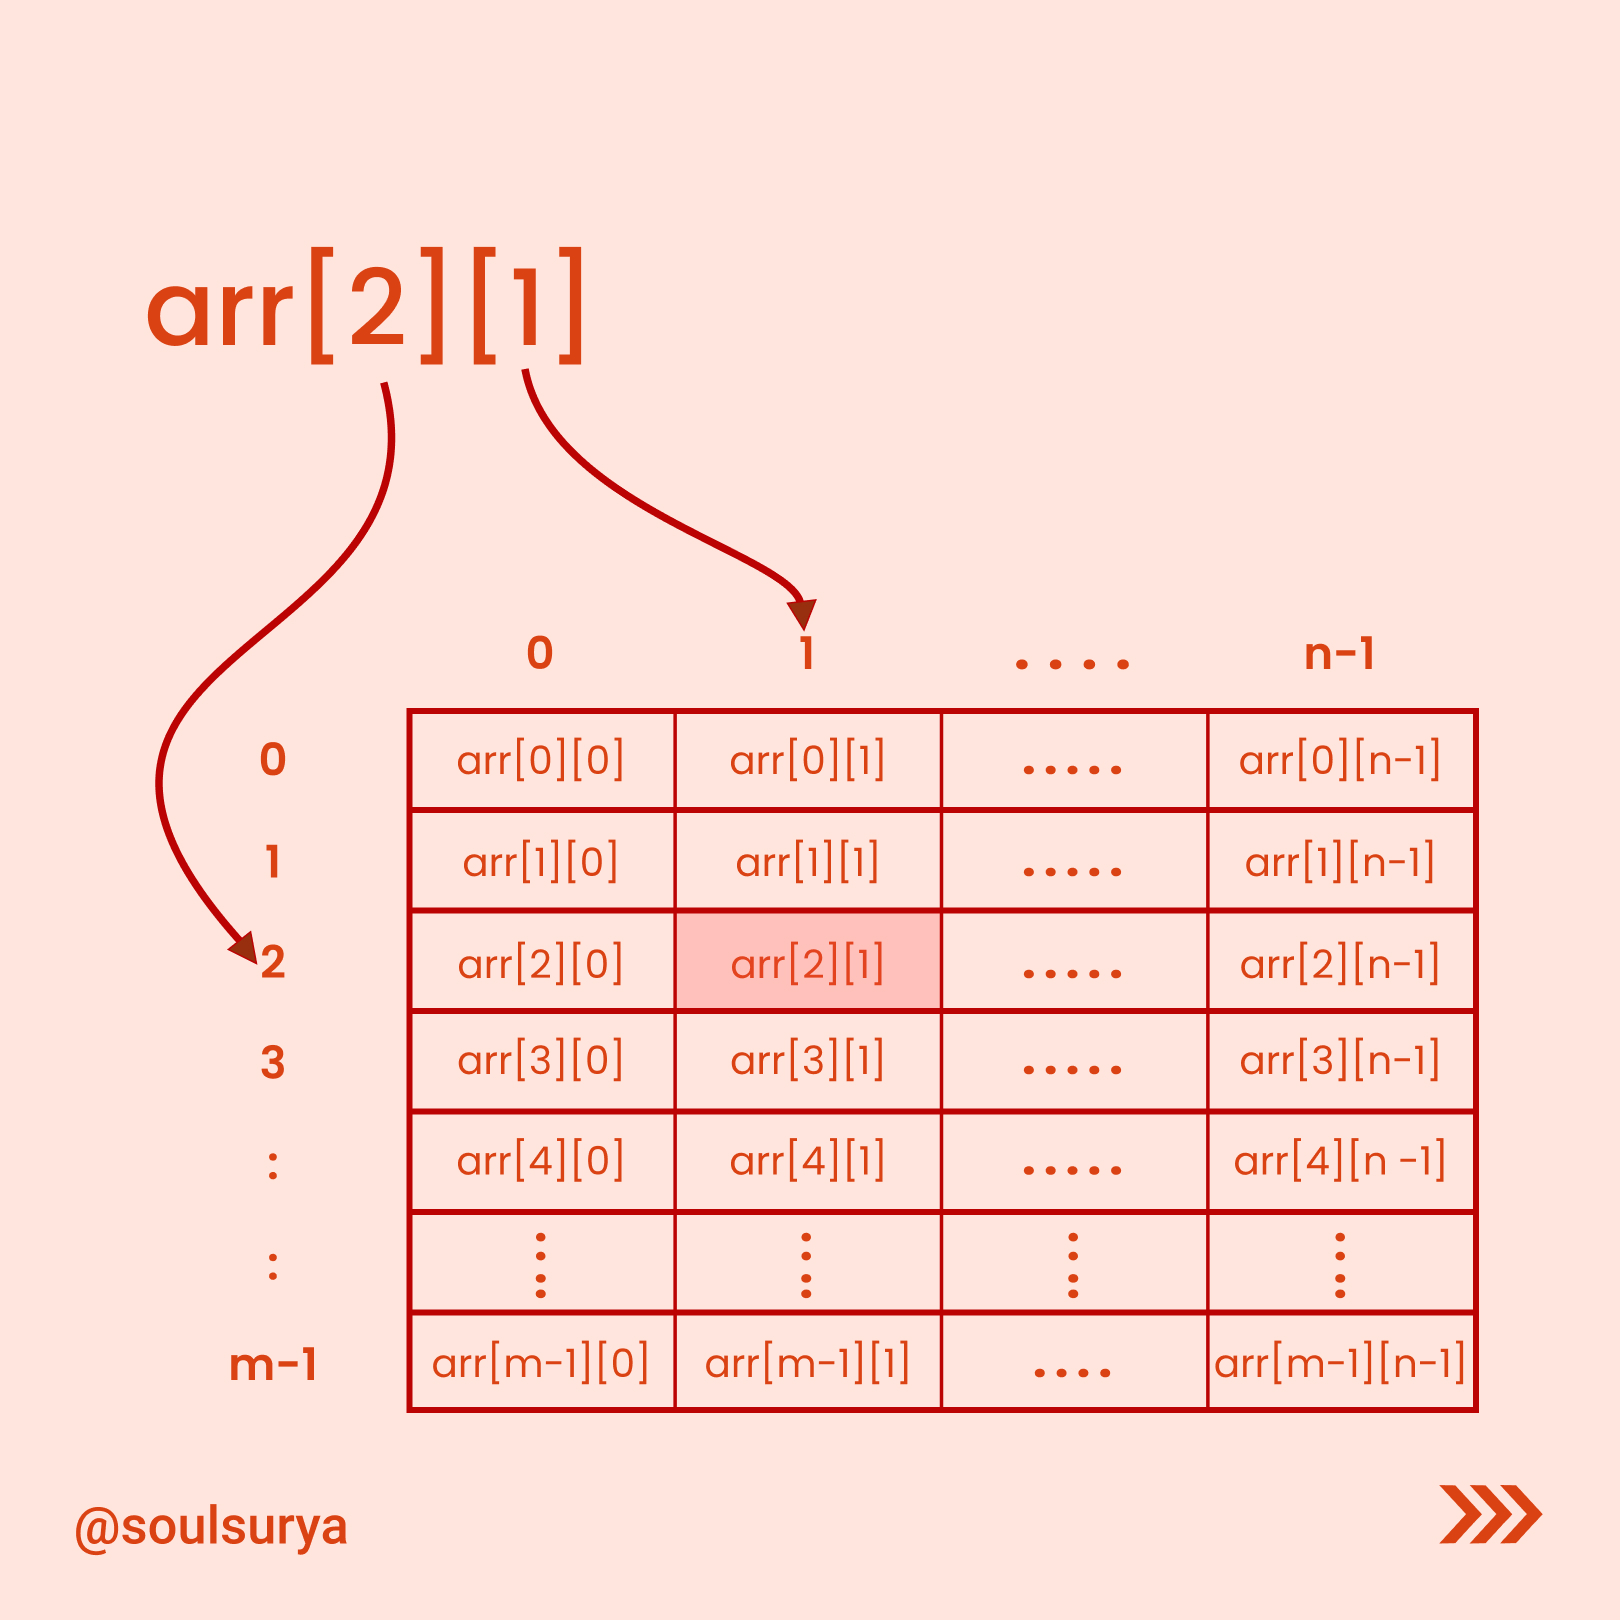 arr[2][1]
0 1 .... n-1
0 arr[0][0] arr[0][1] ..... arr[0][n-1]
1 arr[1][0] arr[1][1] ..... arr[1][n-1]
2 arr[2][0] arr[2][1] ..... arr[2][n-1]
3 arr[3][0] arr[3][1] ..... arr[3][n-1]
: arr[4][0] arr[4][1] ..... arr[4][n -1]
: : : : : : : : :
m-1 arr[m-1][0] arr[m-1][1] .... arr[m-1][n-1]
@soulsurya